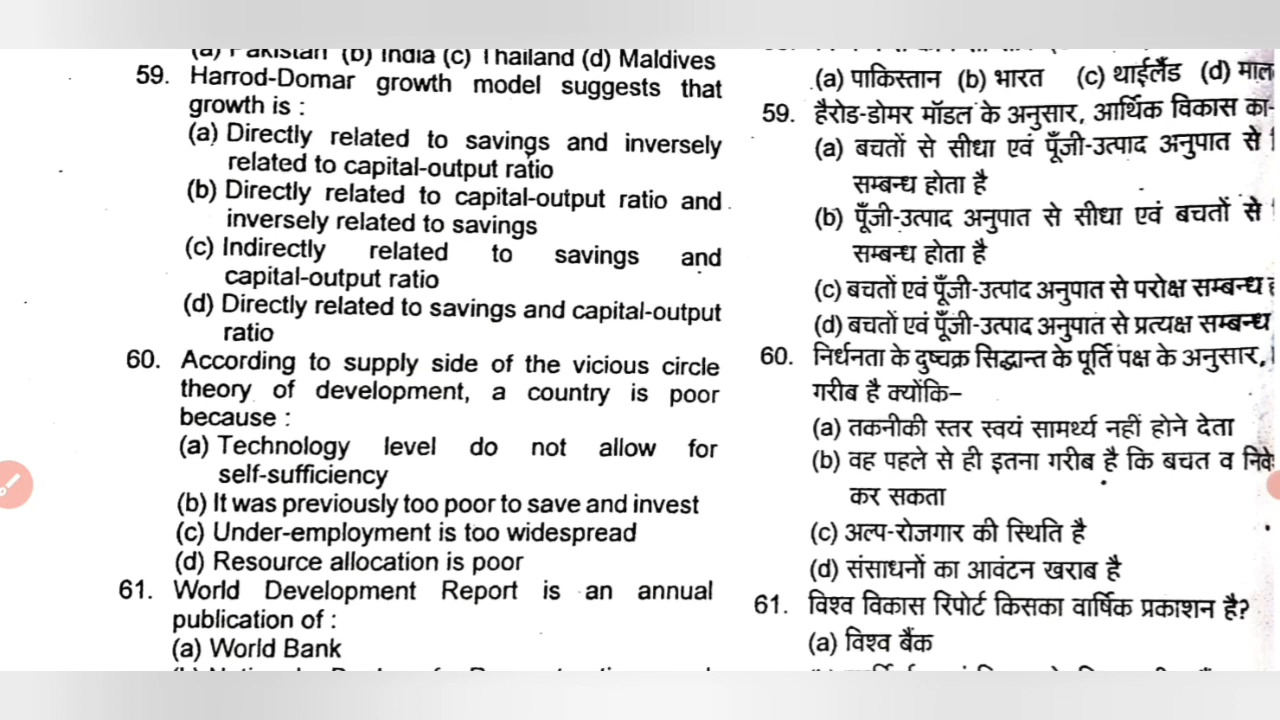 (a) Pakistan (b) India (c) Thailand (d) Maldives
59. Harrod-Domar growth model suggests that
growth is :
(a) Directly related to savings and inversely
related to capital-output ratio
(b) Directly related to capital-output ratio and
inversely related to savings
(c) Indirectly related to savings and
capital-output ratio
(d) Directly related to savings and capital-output
ratio
60. According to supply side of the vicious circle
theory of development, a country is poor
because :
(a) Technology level do not allow for
self-sufficiency
(b) It was previously too poor to save and invest
(c) Under-employment is too widespread
(d) Resource allocation is poor
61. World Development Report is an annual
publication of :
(a) World Bank
(a) पाकिस्तान (b) भारत (c) थाईलैंड (d) माल
59. हैरोड-डोमर मॉडल के अनुसार, आर्थिक विकास का-
(a) बचतों से सीधा एवं पूँजी-उत्पाद अनुपात से
सम्बन्ध होता है
(b) पूँजी-उत्पाद अनुपात से सीधा एवं बचतों से
सम्बन्ध होता है
(c) बचतों एवं पूँजी-उत्पाद अनुपात से परोक्ष सम्बन्ध
(d) बचतों एवं पूँजी-उत्पाद अनुपात से प्रत्यक्ष सम्बन्ध
60. निर्धनता के दुष्चक्र सिद्धान्त के पूर्ति पक्ष के अनुसार,
गरीब है क्योंकि–
(a) तकनीकी स्तर स्वयं सामर्थ्य नहीं होने देता
(b) वह पहले से ही इतना गरीब है कि बचत व निवे
कर सकता
(c) अल्प-रोजगार की स्थिति है
(d) संसाधनों का आवंटन खराब है
61. विश्व विकास रिपोर्ट किसका वार्षिक प्रकाशन है?
(a) विश्व बैंक